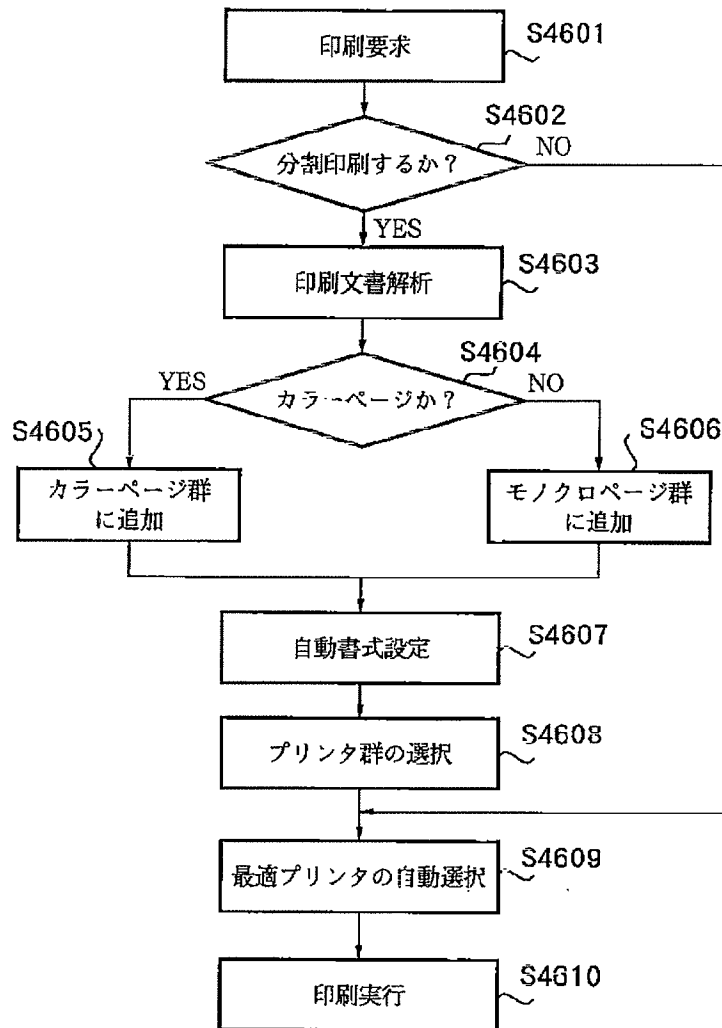 印刷要求
S4601
S4602
分割印刷するか？
NO
YES
印刷文書解析
S4603
S4604
YES
カラーページか？
NO
S4605
カラーページ群
に追加
S4606
モノクロページ群
に追加
自動書式設定
S4607
プリンタ群の選択
S4608
最適プリンタの自動選択
S4609
印刷実行
S4610